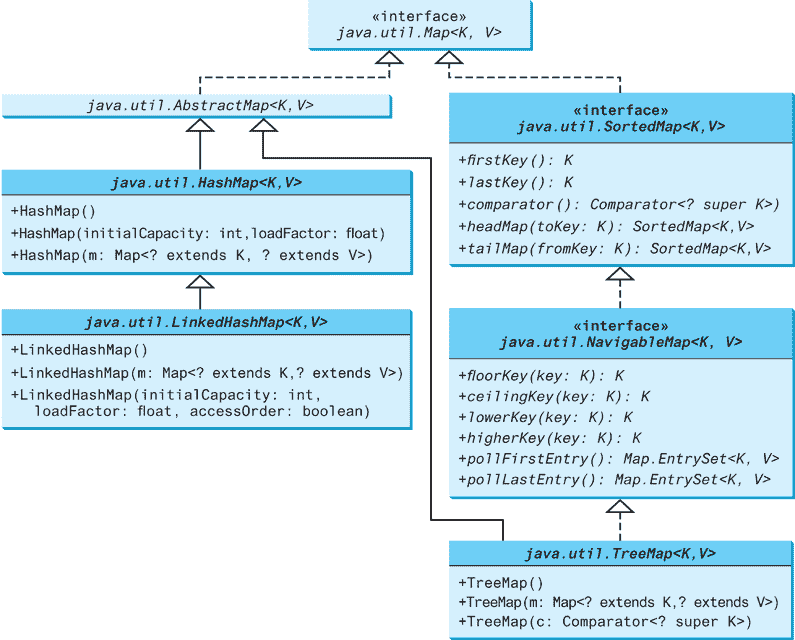 «interface»
java.util.Map<K, V>
java.util.AbstractMap<K,V>
java.util.HashMap<K,V>
+HashMap()
+HashMap(initialCapacity: int,loadFactor: float)
+HashMap(m: Map<? extends K, ? extends V>)
java.util.LinkedHashMap<K,V>
+LinkedHashMap()
+LinkedHashMap(m: Map<? extends K,? extends V>)
+LinkedHashMap(initialCapacity: int,
loadFactor: float, accessOrder: boolean)
«interface»
java.util.SortedMap<K,V>
+firstKey(): K
+lastKey(): K
+comparator(): Comparator<? super K>)
+headMap(toKey: K): SortedMap<K,V>
+tailMap(fromKey: K): SortedMap<K,V>
«interface»
java.util.NavigableMap<K, V>
+floorKey(key: K): K
+ceilingKey(key: K): K
+lowerKey(key: K): K
+higherKey(key: K): K
+pollFirstEntry(): Map.EntrySet<K, V>
+pollLastEntry(): Map.EntrySet<K, V>
java.util.TreeMap<K,V>
+TreeMap()
+TreeMap(m: Map<? extends K,? extends V>)
+TreeMap(c: Comparator<? super K>)